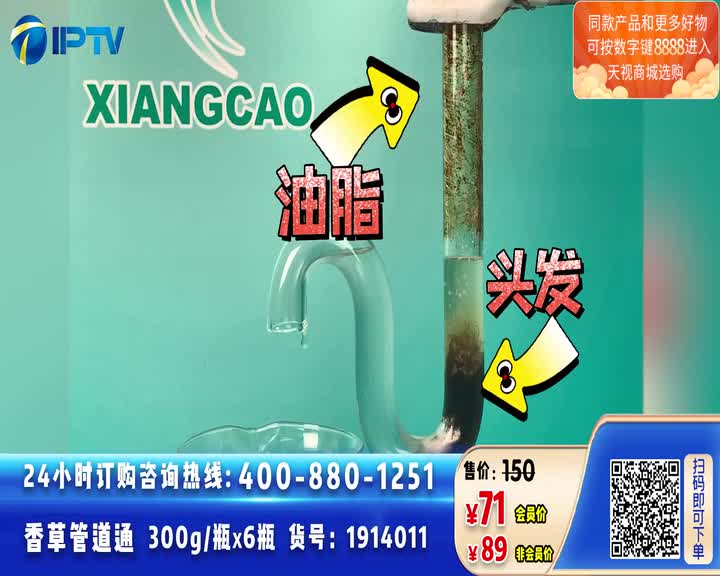 IPTV
同款产品和更多好物
可按数字键8888进入
天视商城选购
XIANGCAO
油脂
头发
24小时订购咨询热线:400-880-1251
香草管道通 300g/瓶x6瓶 货号：1914011
售价：150
¥71 会员价
¥89 非会员价
扫码即可下单